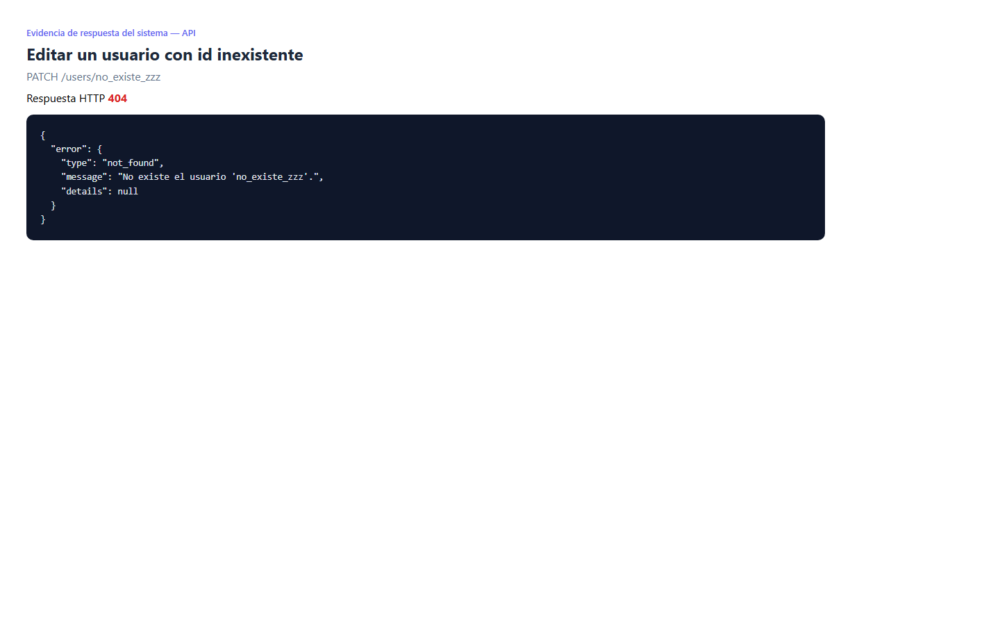 Evidencia de respuesta del sistema — API
Editar un usuario con id inexistente
PATCH /users/no_existe_zzz
Respuesta HTTP 404
{
  "error": {
    "type": "not_found",
    "message": "No existe el usuario 'no_existe_zzz'.",
    "details": null
  }
}